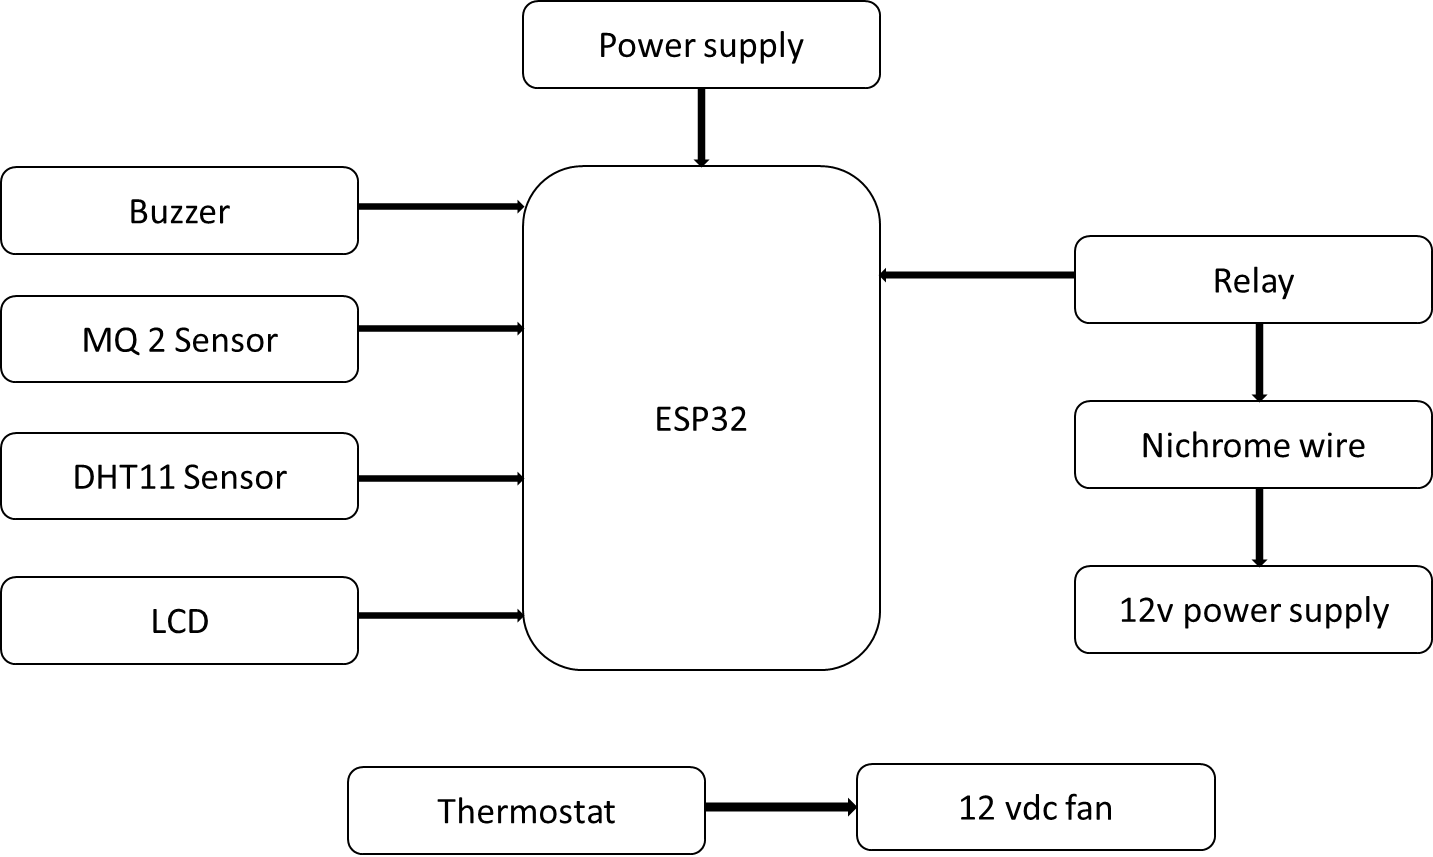 Power supply
Buzzer
MQ 2 Sensor
DHT11 Sensor
LCD
ESP32
Relay
Nichrome wire
12v power supply
Thermostat
12 vdc fan